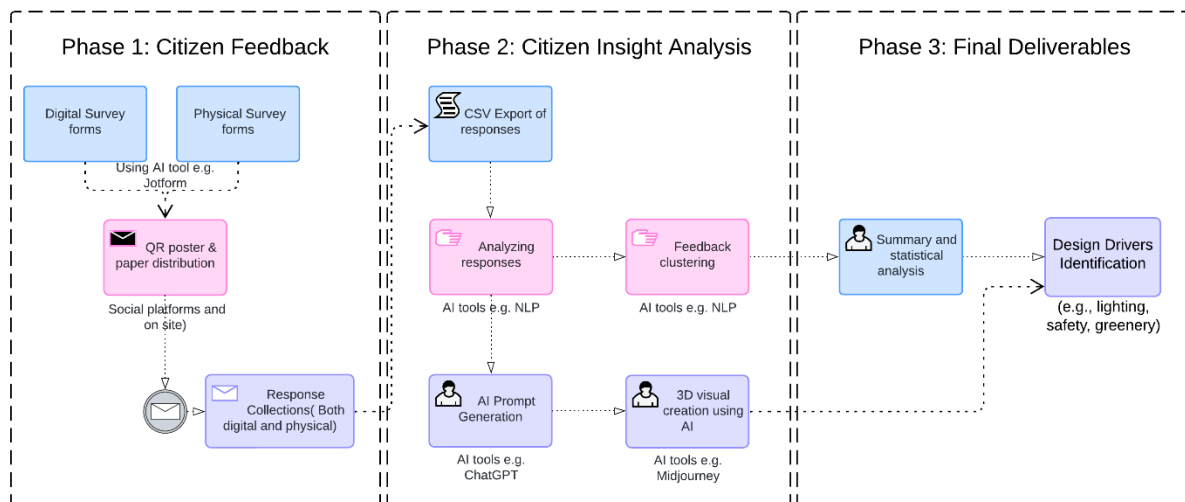 Phase 1: Citizen Feedback
Digital Survey
forms
Physical Survey
forms
Using AI tool e.g.
Jotform
QR poster &
paper distribution
Social platforms and
on site)
Response
Collections( Both
digital and physical)
Phase 2: Citizen Insight Analysis
CSV Export of
responses
Analyzing
responses
AI tools e.g. NLP
Feedback
clustering
AI tools e.g. NLP
AI Prompt
Generation
AI tools e.g.
ChatGPT
3D visual
creation using
AI
AI tools e.g.
Midjourney
Phase 3: Final Deliverables
Summary and
statistical
analysis
Design Drivers
Identification
(e.g., lighting,
safety, greenery)